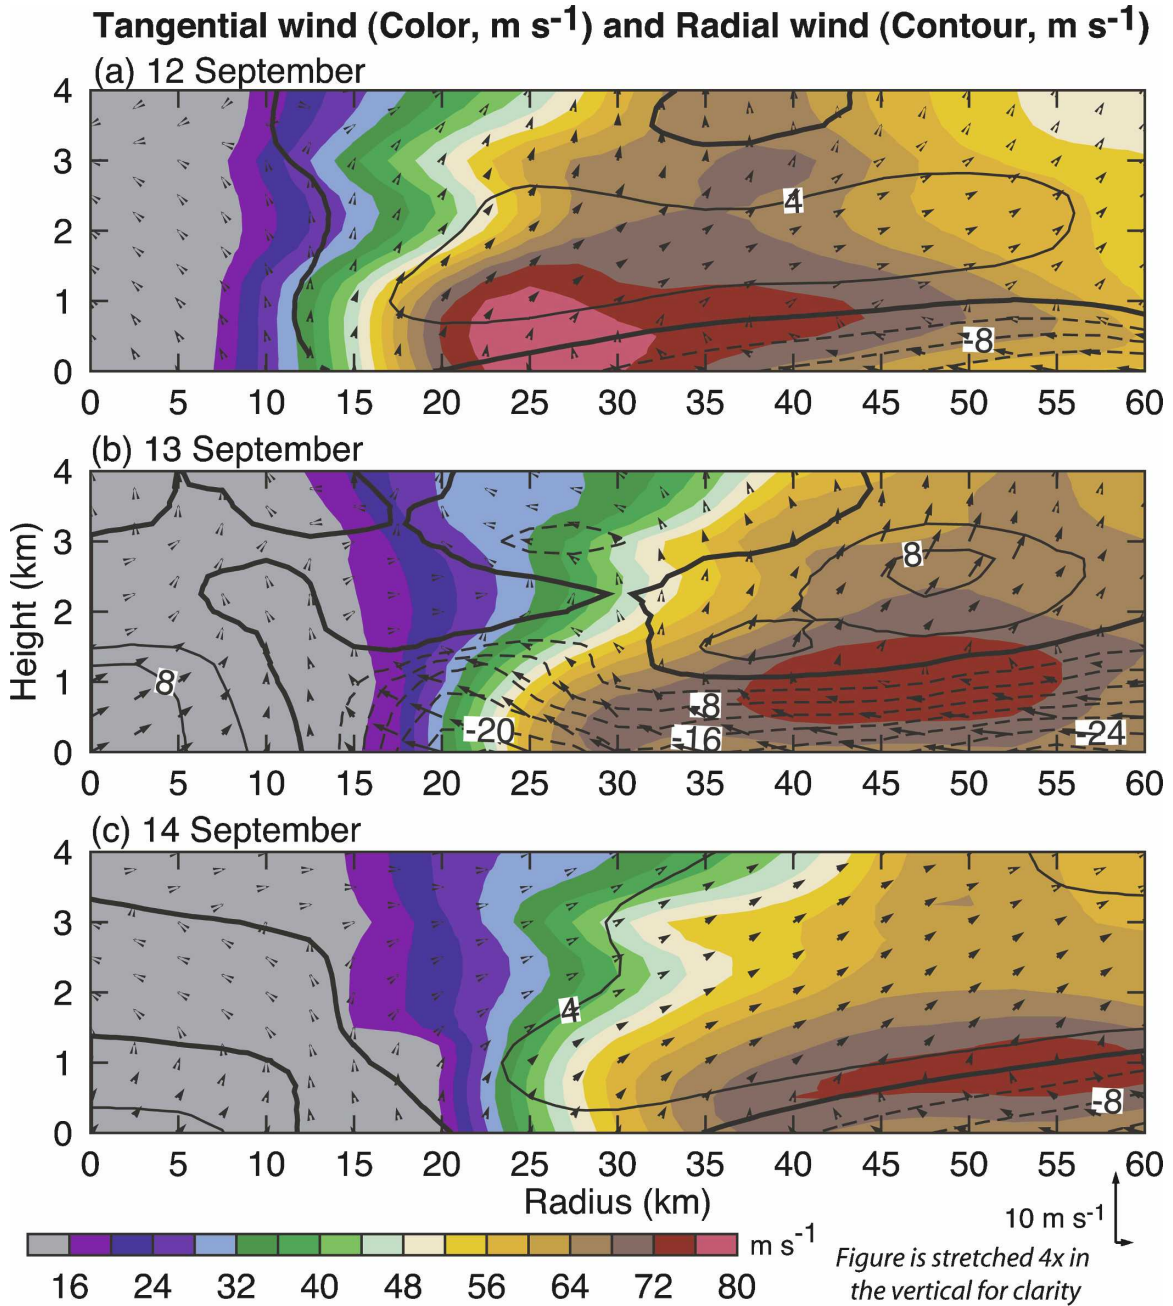 Tangential wind (Color, m s-1) and Radial wind (Contour, m s-1)
(a) 12 September
4
3
2
1
0
4
-8
0 5 10 15 20 25 30 35 40 45 50 55 60
(b) 13 September
4
3
2
1
0
8
8
-8
-20
-16
-24
0 5 10 15 20 25 30 35 40 45 50 55 60
Height (km)
(c) 14 September
4
3
2
1
0
4
-8
0 5 10 15 20 25 30 35 40 45 50 55 60
Radius (km)
10 m s-1
m s-1
16 24 32 40 48 56 64 72 80
Figure is stretched 4x in
the vertical for clarity